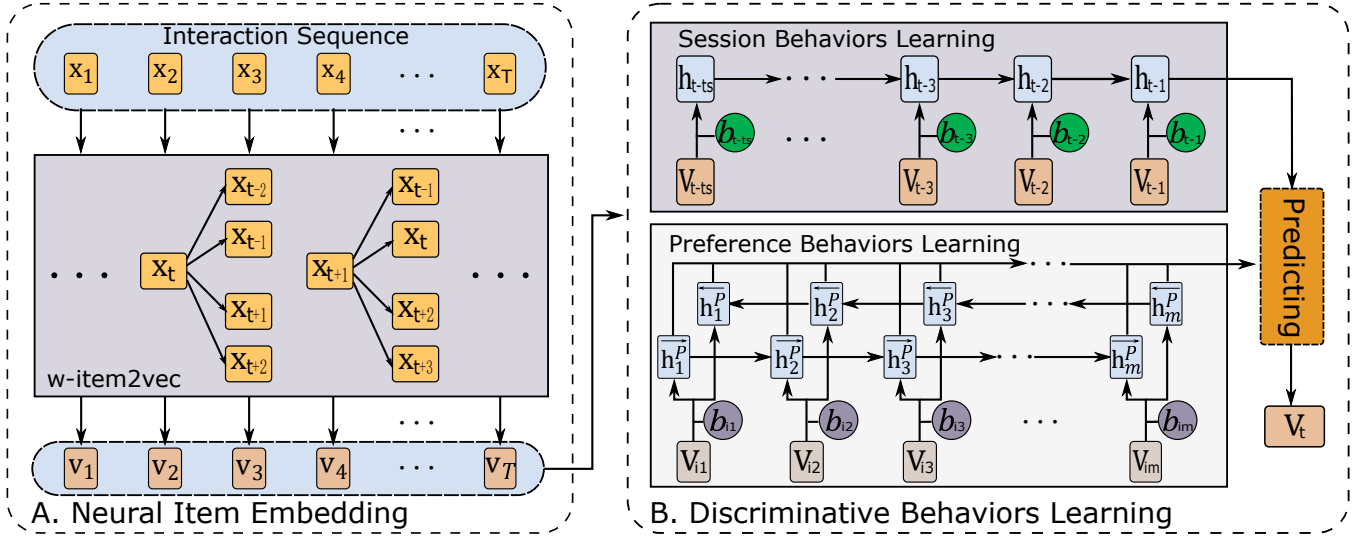 Interaction Sequence
x1 x2 x3 x4 · · · xT
· · ·
xt-2 xt-1
xt-1 xt
· · · xt xt+1 · · ·
xt+1 xt+2
xt+2 xt+3
w-item2vec
· · ·
v1 v2 v3 v4 · · · vT
A. Neural Item Embedding
Session Behaviors Learning
ht-ts · · · ht-3 ht-2 ht-1
bt-ts · · · bt-3 bt-2 bt-1
Vt-ts Vt-3 Vt-2 Vt-1
Preference Behaviors Learning
· · ·
h1P h2P h3P · · · hmP
h1P h2P h3P · · · hmP
bi1 bi2 bi3 · · · bim
Vi1 Vi2 Vi3 Vim
Predicting
Vt
B. Discriminative Behaviors Learning